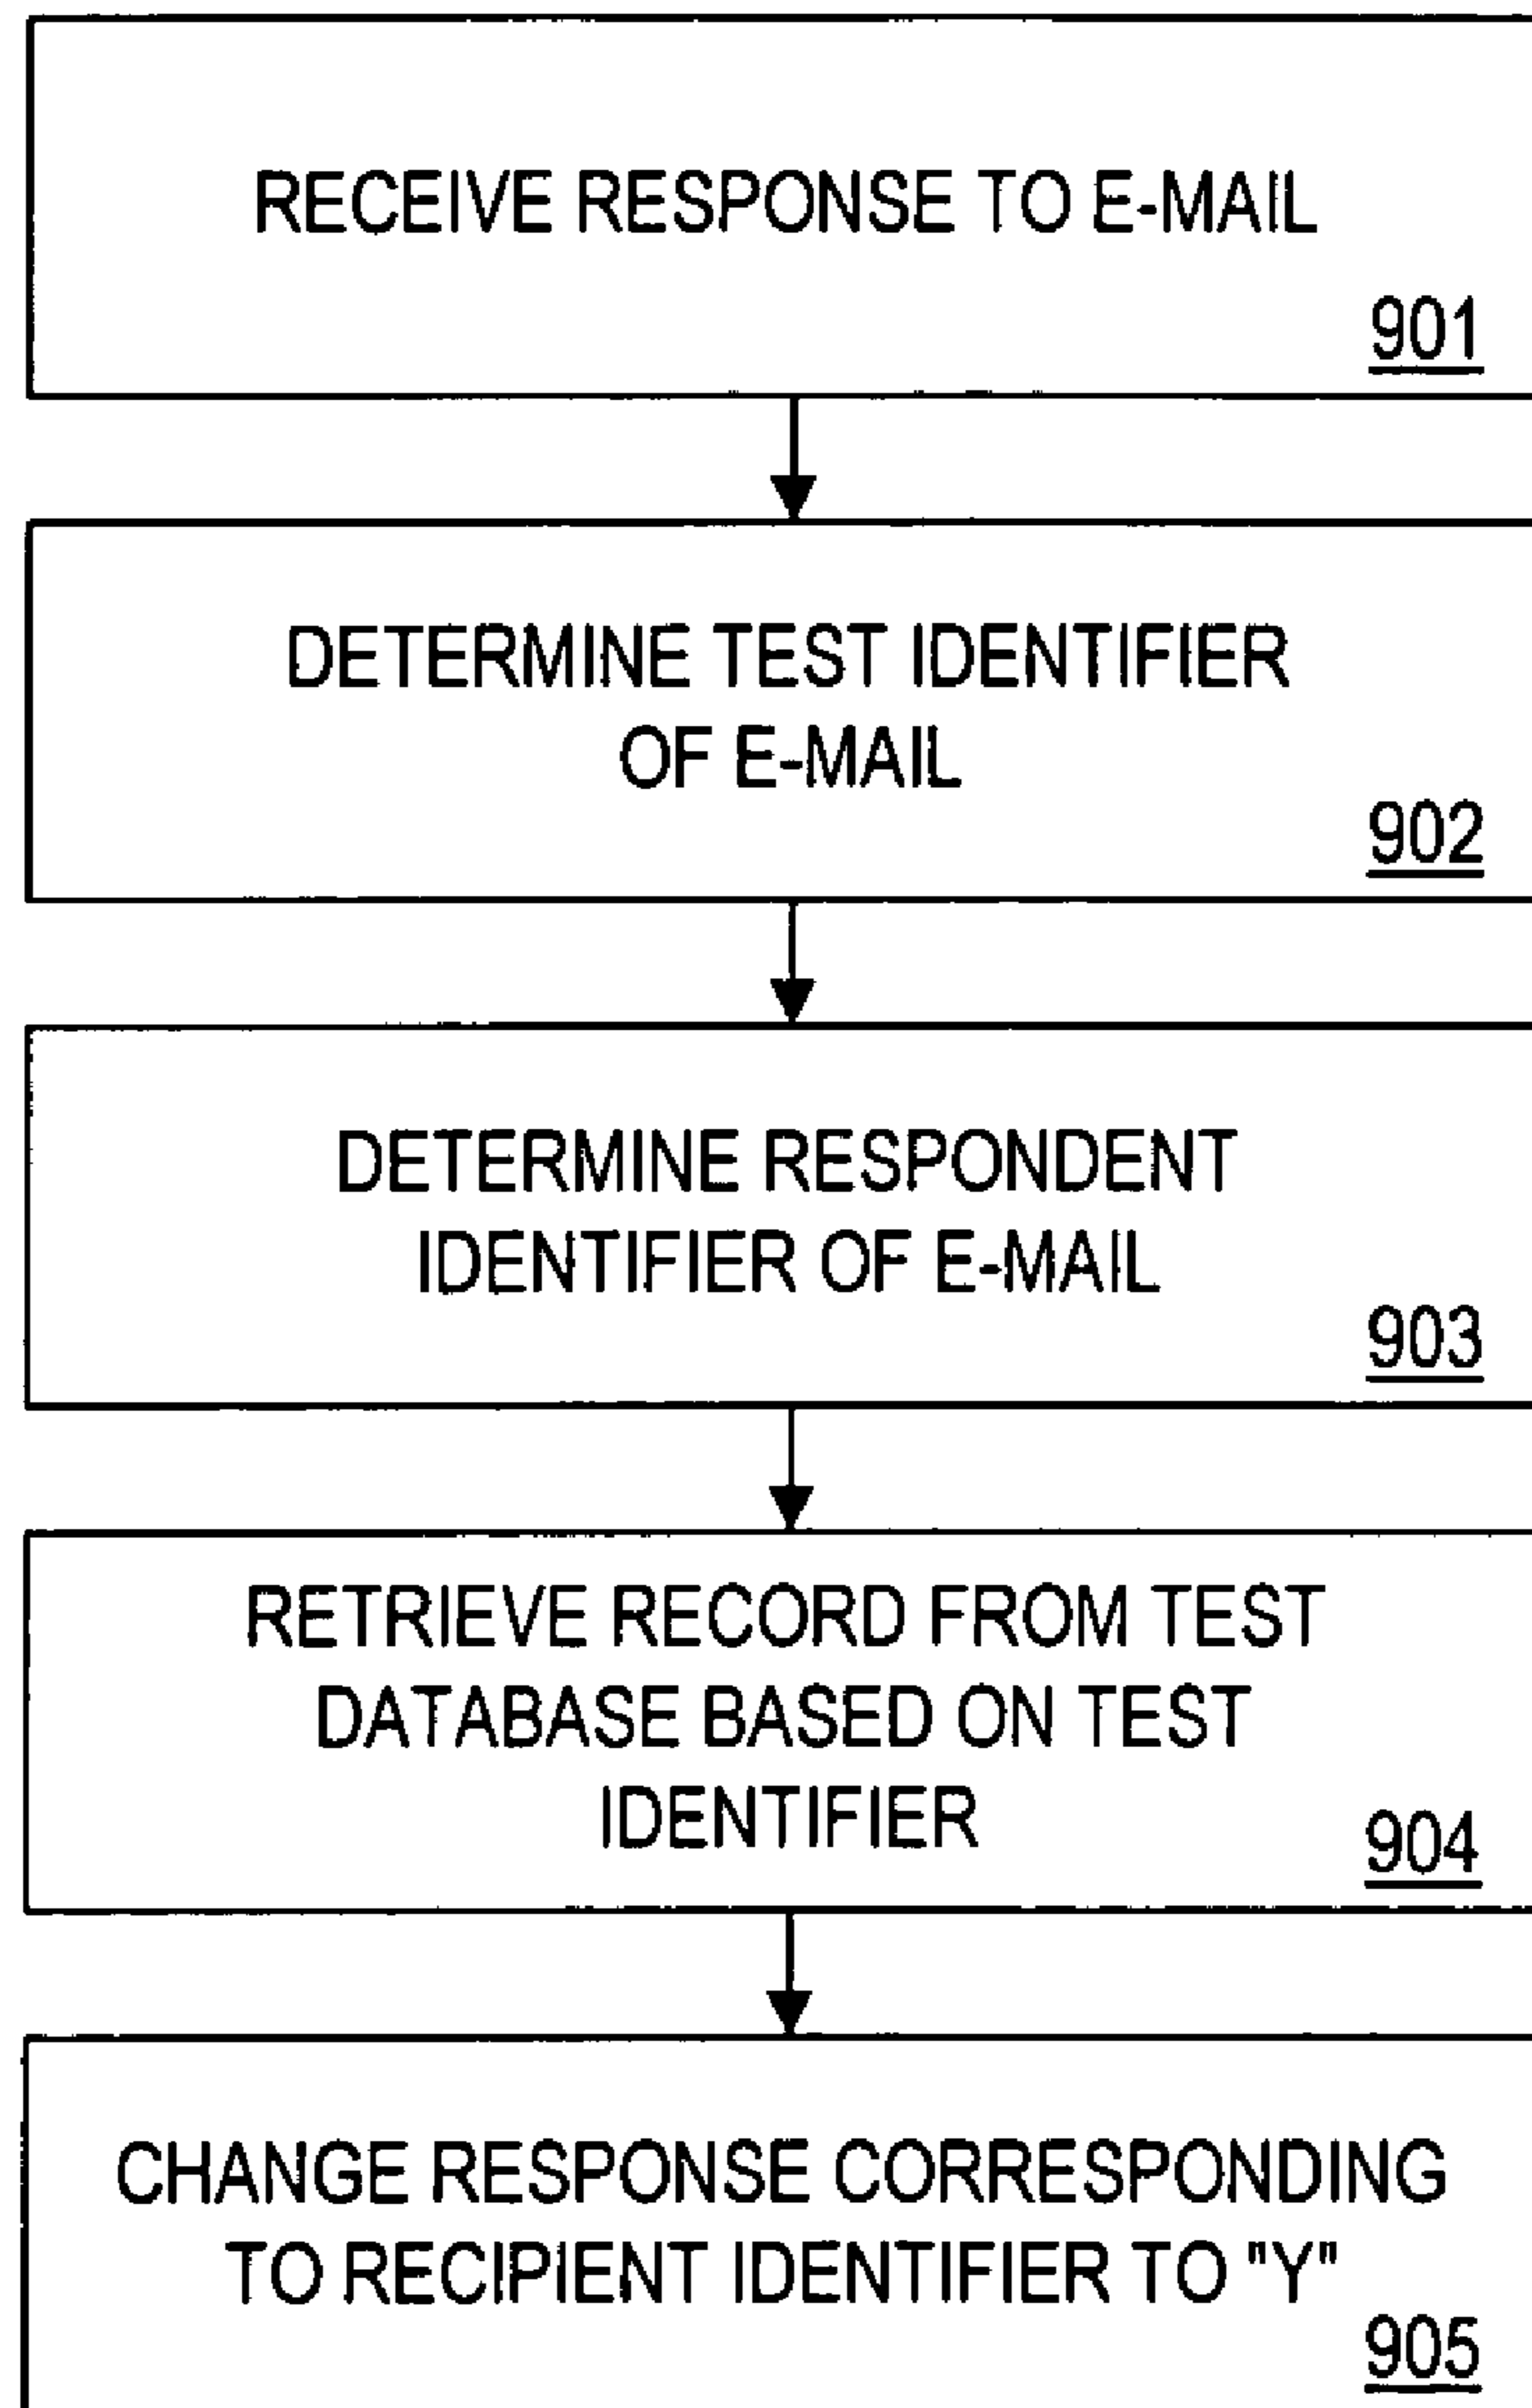 RECEIVE RESPONSE TO E-MAIL
901
DETERMINE TEST IDENTIFIER
OF E-MAIL
902
DETERMINE RESPONDENT
IDENTIFIER OF E-MAIL
903
RETRIEVE RECORD FROM TEST
DATABASE BASED ON TEST
IDENTIFIER
904
CHANGE RESPONSE CORRESPONDING
TO RECIPIENT IDENTIFIER TO "Y"
905